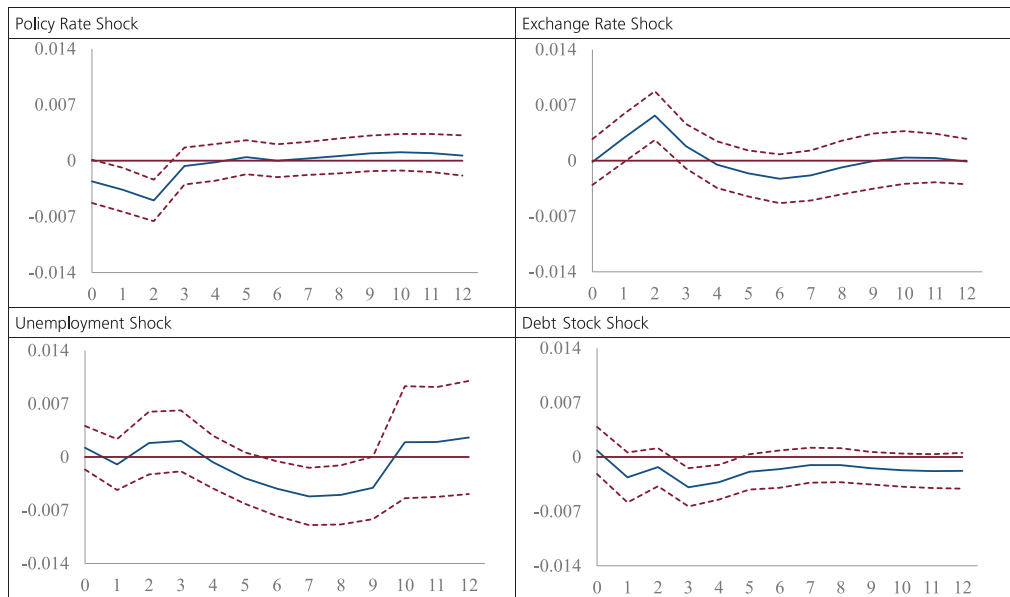 Policy Rate Shock
0.014
0.007
0
-0.007
-0.014
0 1 2 3 4 5 6 7 8 9 10 11 12
Exchange Rate Shock
0.014
0.007
0
-0.007
-0.014
0 1 2 3 4 5 6 7 8 9 10 11 12
Unemployment Shock
0.014
0.007
0
-0.007
-0.014
0 1 2 3 4 5 6 7 8 9 10 11 12
Debt Stock Shock
0.014
0.007
0
-0.007
-0.014
0 1 2 3 4 5 6 7 8 9 10 11 12